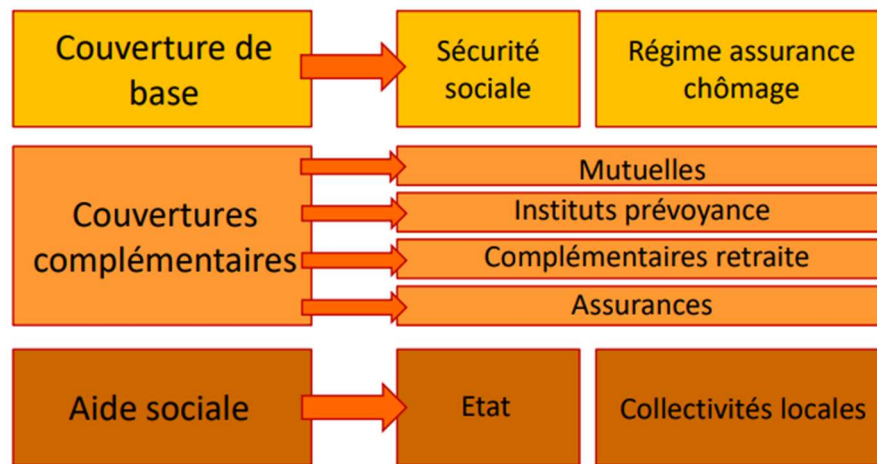 Couverture de
base
Sécurité
sociale
Régime assurance
chômage
Couvertures
complémentaires
Mutuelles
Instituts prévoyance
Complémentaires retraite
Assurances
Aide sociale
Etat
Collectivités locales